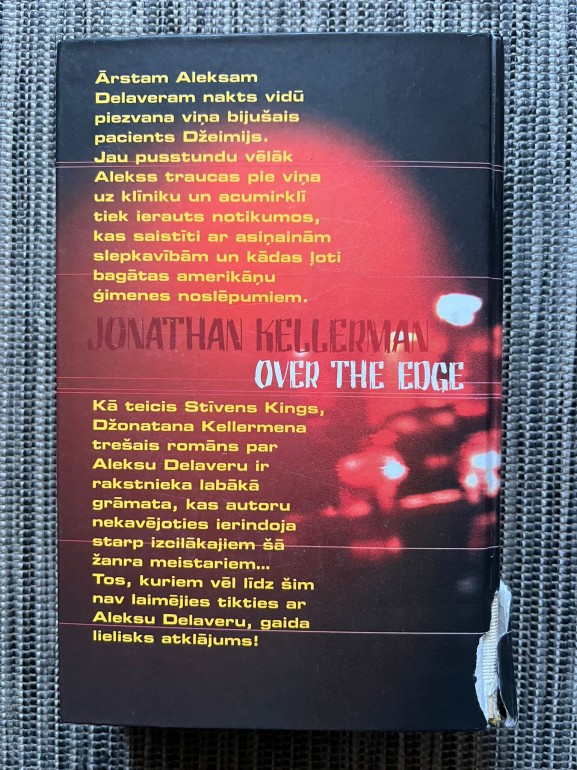 Ārstam Aleksam
Delaveram nakts vidū
piezvana viņa bijušais
pacients Džeimijs.
Jau pusstundu vēlāk
Alekss traucas pie viņa
uz klīniku un acumirklī
tiek ierauts notikumos,
kas saistīti ar asiņainām
slepkavībām un kādas ļoti
bagātas amerikāņu
ģimenes noslēpumiem.
JONATHAN KELLERMAN
OVER THE EDGE
Kā teicis Stīvens Kings,
Džonatana Kellermena
trešais romāns par
Aleksu Delaveru ir
rakstnieka labākā
grāmata, kas autoru
nekavējoties ierindoja
starp izcilākajiem šā
žanra meistariem...
Tos, kuriem vēl līdz šim
nav laimējies tikties ar
Aleksu Delaveru, gaida
lielisks atklājums!